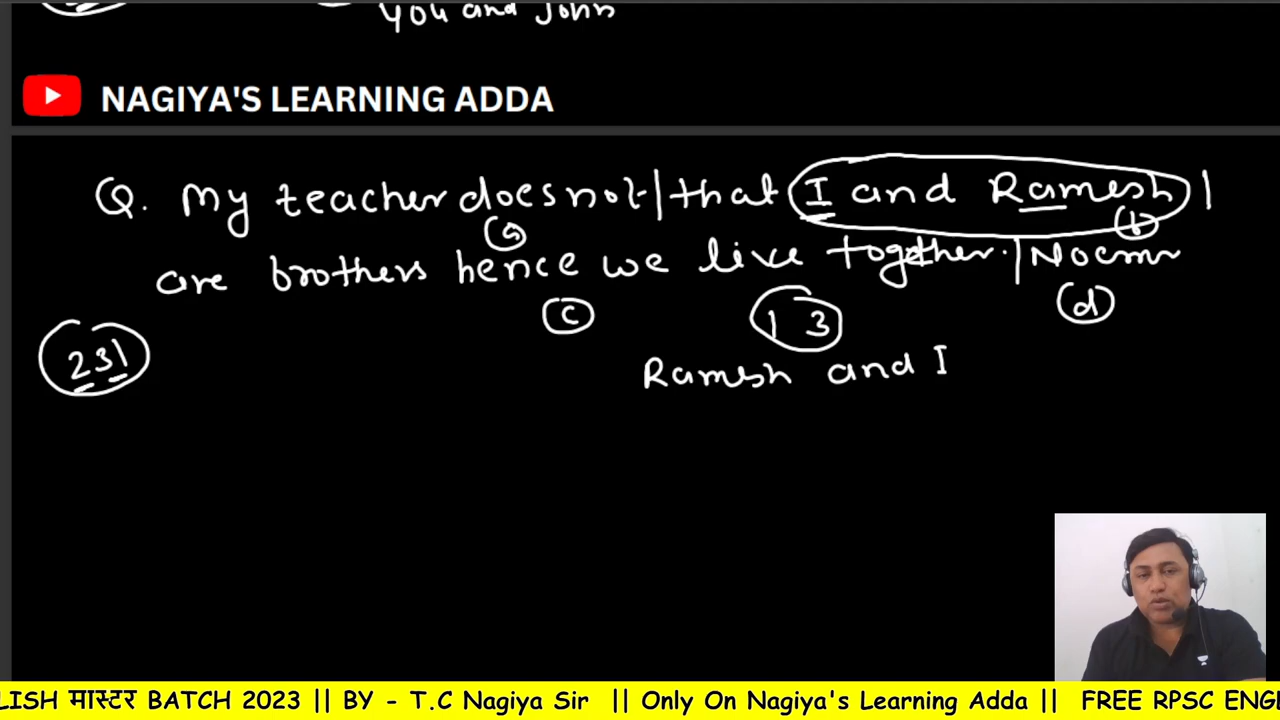 you and John
NAGIYA'S LEARNING ADDA
Q. My teacher does not | that I and Ramesh |
(a) (b)
are brothers hence we live together. | No error
(c) (d)
231
1 3
Ramesh and I
LISH मास्टर BATCH 2023 || BY - T.C Nagiya Sir || Only On Nagiya's Learning Adda || FREE RPSC ENGL